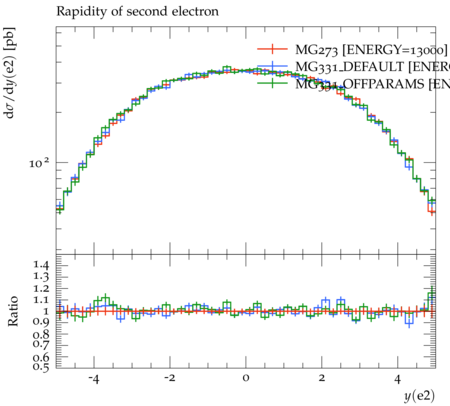 Rapidity of second electron
dσ/dy(e2) [pb]
MG273 [ENERGY=13000]
MG331_DEFAULT [ENERG
OFFPARAMS [EN
10²
Ratio
1.4
1.3
1.2
1.1
1
0.9
0.8
0.7
0.6
0.5
-4 -2 0 2 4
y(e2)